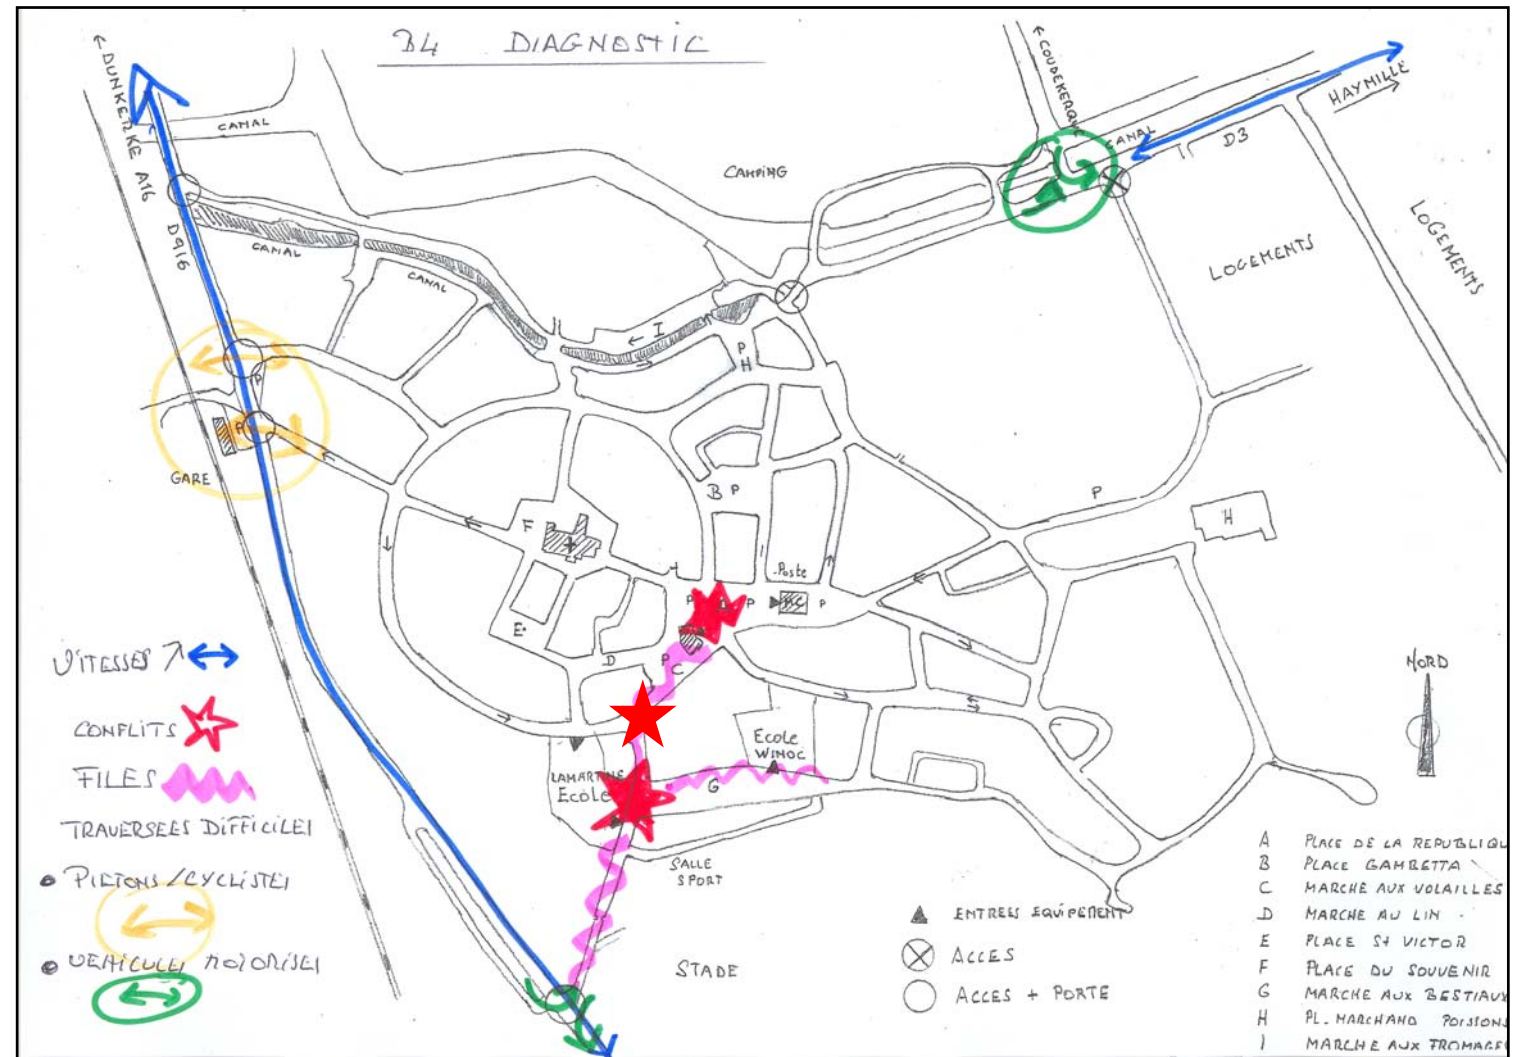 B4 DIAGNOSTIC
DUNKERKE A16
COUDEKERQUE
HAYMILLE
CANAL
CANAL
D3
CAMPING
LOGEMENTS
LOGEMENTS
D916
CANAL
CANAL
I
P
H
P
A
GARE
B P
P
H
F
Poste
P
P
P
E
D
P
C
VITESSES
CONFLITS
FILES
TRAVERSEES DIFFICILES
PIETONS/CYCLISTES
VEHICULES MOTORISES
Ecole
WINOC
LAMARTINE
Ecole
G
SALLE
SPORT
STADE
NORD
ENTREES EQUIPEMENT
ACCES
ACCES + PORTE
A PLACE DE LA REPUBLIQU
B PLACE GAMBETTA
C MARCHE AUX VOLAILLES
D MARCHE AU LIN
E PLACE St VICTOR
F PLACE DU SOUVENIR
G MARCHE AUX BESTIAUX
H PL. MARCHAND POISSONS
I MARCHE AUX FROMAGES